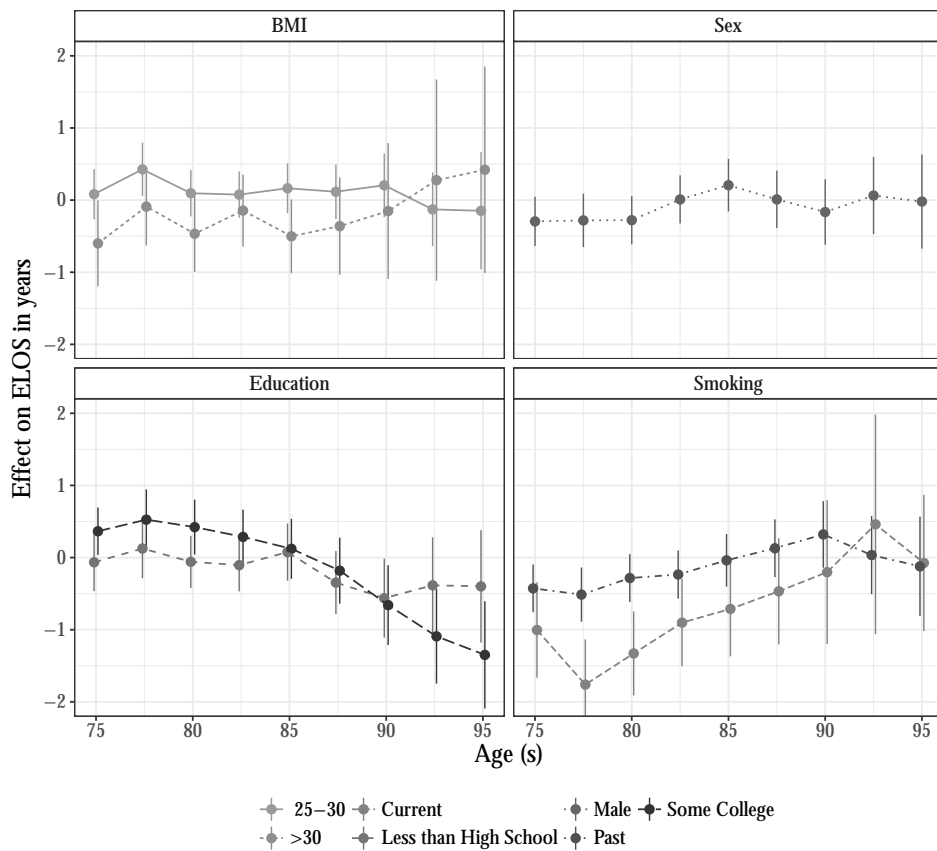 BMI Sex
2
1
0
−1
−2
Effect on ELOS in years
Education Smoking
2
1
0
−1
−2
75 80 85 90 95 75 80 85 90 95
Age (s)
25−30 Current Male Some College
>30 Less than High School Past